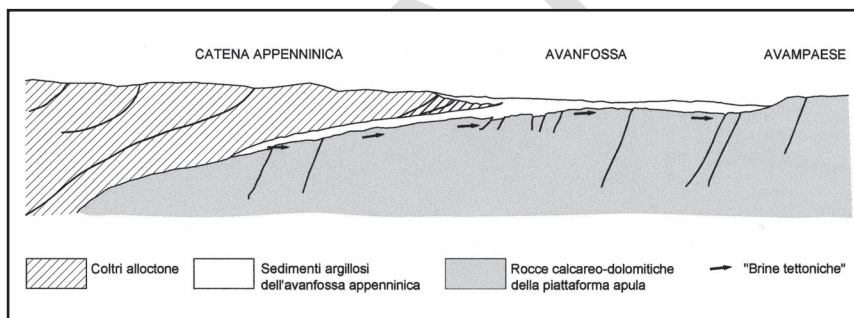 CATENA APPENNINICA
AVANFOSSA
AVAMPAESE
Coltri alloctone
Sedimenti argillosi
dell'avanfossa appenninica
Rocce calcareo-dolomitiche
della piattaforma apula
"Brine tettoniche"